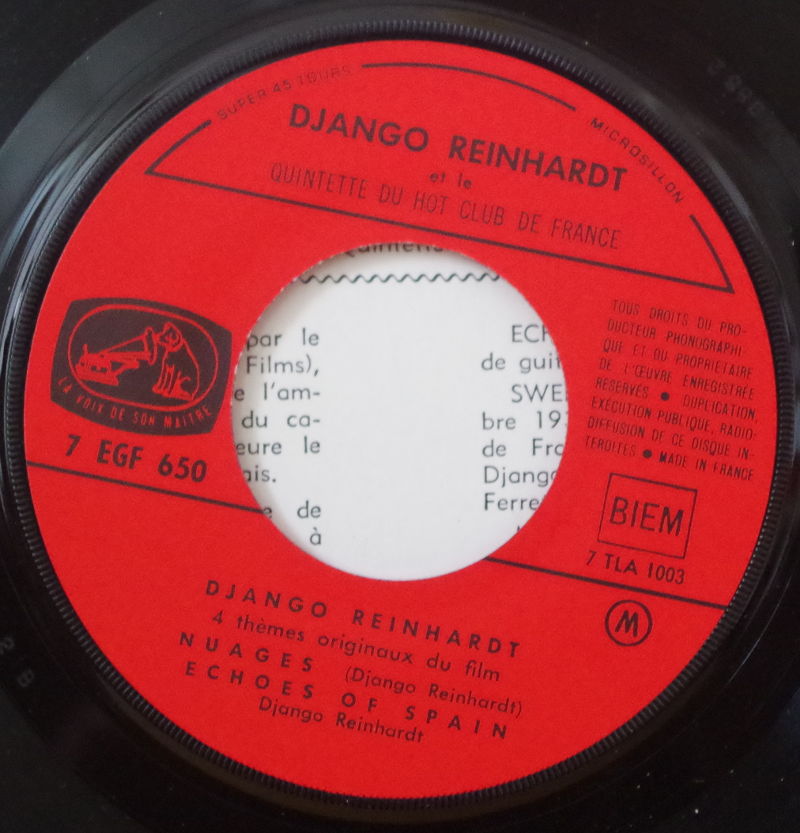 SUPER 45 TOURS
MICROSILLON
DJANGO REINHARDT
et le
QUINTETTE DU HOT CLUB DE FRANCE
LA VOIX DE SON MAITRE
7 EGF 650
TOUS DROITS DU PRO-
DUCTEUR PHONOGRAPHI-
QUE ET DU PROPRIETAIRE
DE L'ŒUVRE ENREGISTRÉE
RESERVÉS ● DUPLICATION,
EXÉCUTION PUBLIQUE, RADIO-
DIFFUSION DE CE DISQUE IN-
TERDITES ● MADE IN FRANCE
BIEM
7 TLA 1003
M
DJANGO REINHARDT
4 thèmes originaux du film
NUAGES (Django Reinhardt)
ECHOES OF SPAIN
Django Reinhardt
par le
Films),
e l'am-
du ca-
eure le
ais.
e de
à
ECH
de guit
SWE
bre 19
de Fra
Django
Ferre